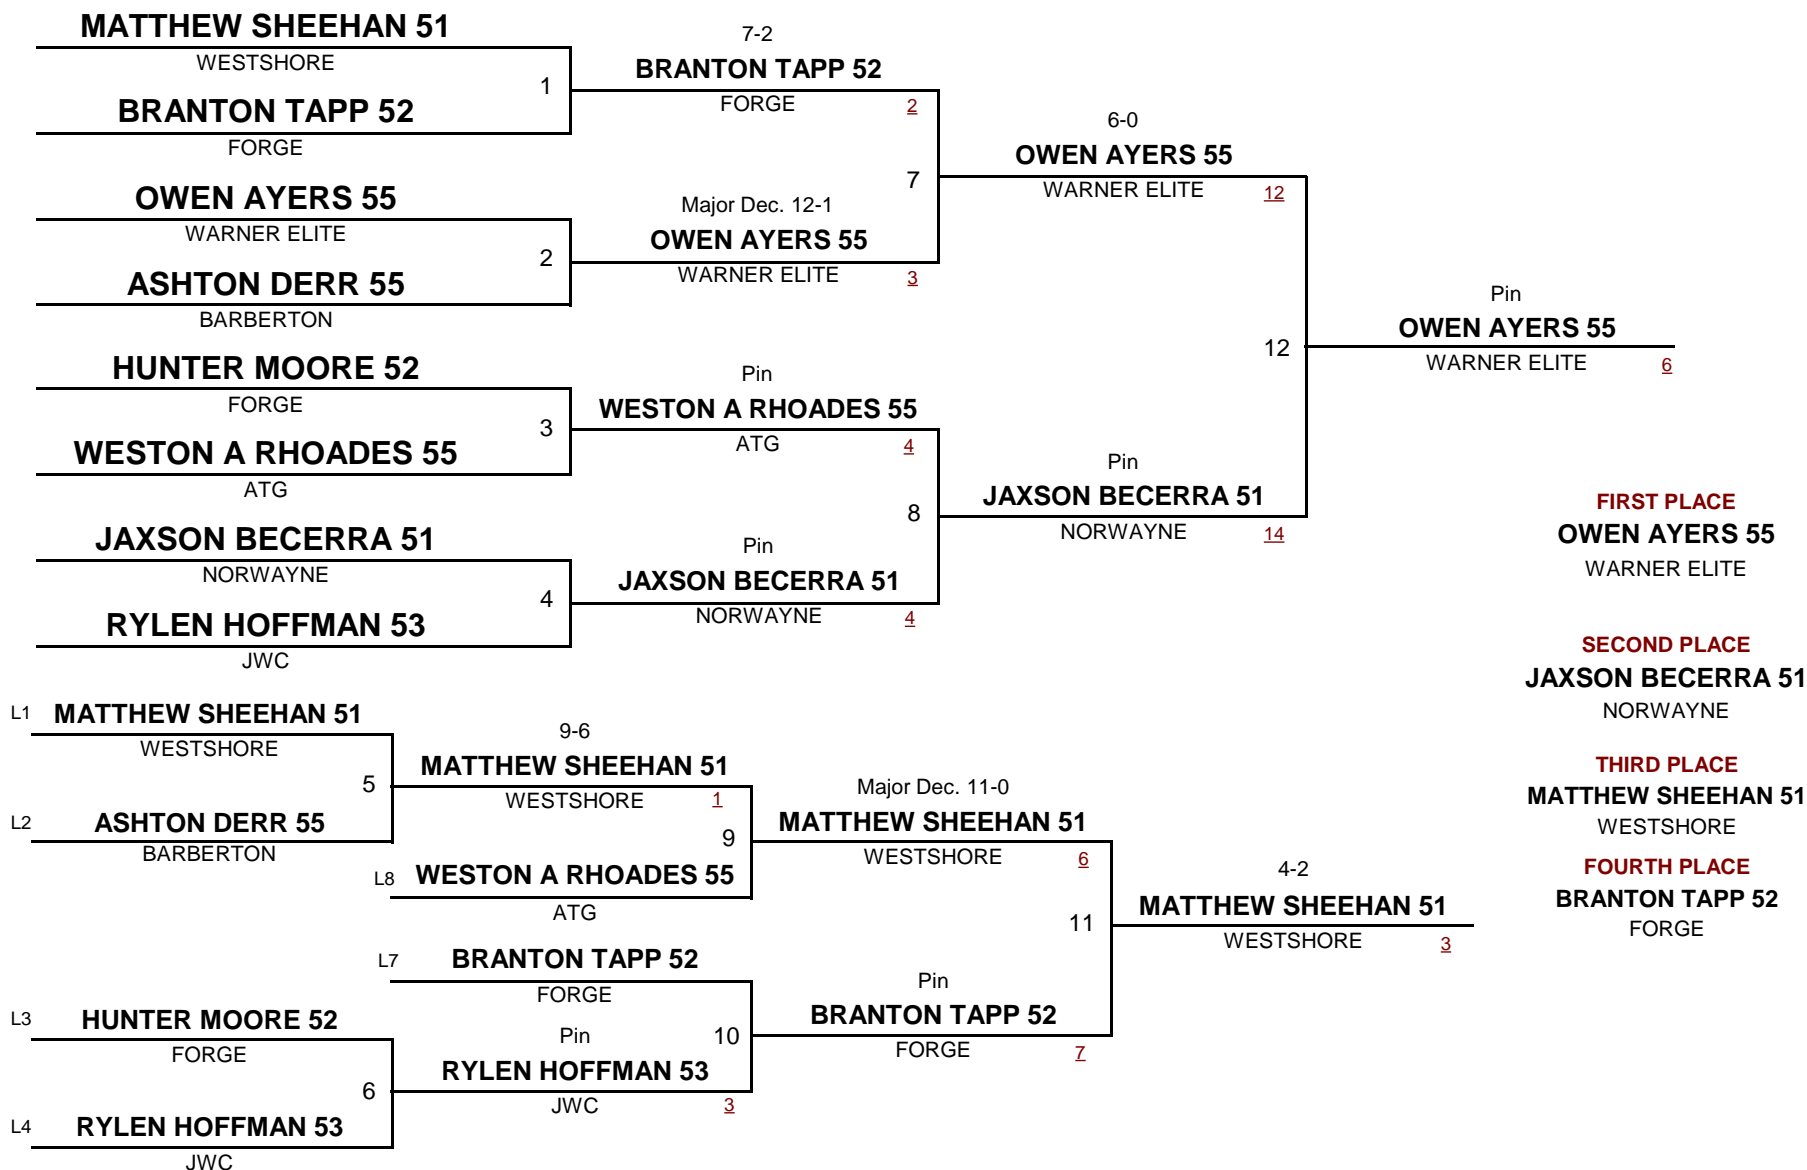 MATTHEW SHEEHAN 51
WESTSHORE
1
BRANTON TAPP 52
FORGE
7-2
BRANTON TAPP 52
FORGE
2
OWEN AYERS 55
WARNER ELITE
2
ASHTON DERR 55
BARBERTON
Major Dec. 12-1
OWEN AYERS 55
WARNER ELITE
3
7
6-0
OWEN AYERS 55
WARNER ELITE
12
HUNTER MOORE 52
FORGE
3
WESTON A RHOADES 55
ATG
Pin
WESTON A RHOADES 55
ATG
4
JAXSON BECERRA 51
NORWAYNE
4
RYLEN HOFFMAN 53
JWC
Pin
JAXSON BECERRA 51
NORWAYNE
4
8
Pin
JAXSON BECERRA 51
NORWAYNE
14
12
Pin
OWEN AYERS 55
WARNER ELITE
6
FIRST PLACE
OWEN AYERS 55
WARNER ELITE
SECOND PLACE
JAXSON BECERRA 51
NORWAYNE
THIRD PLACE
MATTHEW SHEEHAN 51
WESTSHORE
FOURTH PLACE
BRANTON TAPP 52
FORGE
L1 MATTHEW SHEEHAN 51
WESTSHORE
5
L2 ASHTON DERR 55
BARBERTON
9-6
MATTHEW SHEEHAN 51
WESTSHORE
1
9
L8 WESTON A RHOADES 55
ATG
Major Dec. 11-0
MATTHEW SHEEHAN 51
WESTSHORE
6
L7 BRANTON TAPP 52
FORGE
10
L3 HUNTER MOORE 52
FORGE
6
L4 RYLEN HOFFMAN 53
JWC
Pin
RYLEN HOFFMAN 53
JWC
3
Pin
BRANTON TAPP 52
FORGE
7
11
4-2
MATTHEW SHEEHAN 51
WESTSHORE
3